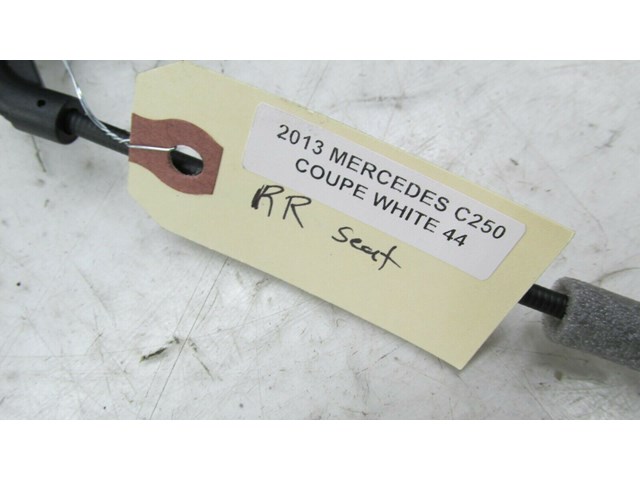 2013 MERCEDES C250
COUPE WHITE 44
RR seat